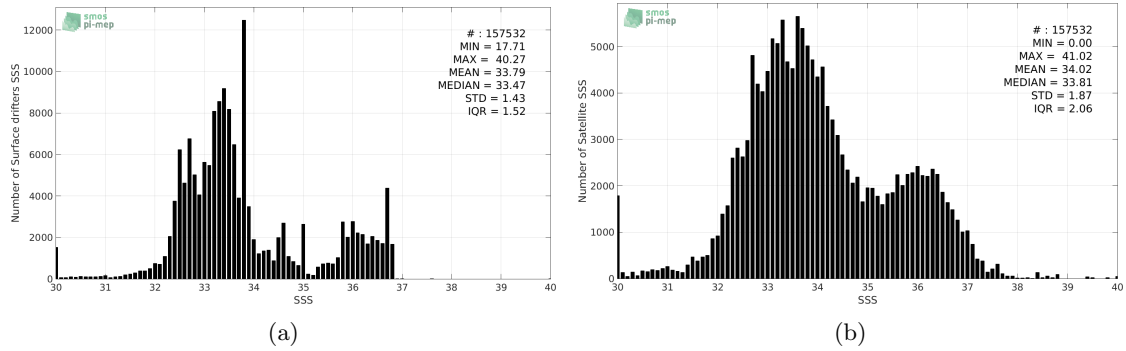 smos
pi-mep
# : 157532
MIN = 17.71
MAX = 40.27
MEAN = 33.79
MEDIAN = 33.47
STD = 1.43
IQR = 1.52
Number of Surface drifters SSS
12000
10000
8000
6000
4000
2000
0
30 31 32 33 34 35 36 37 38 39 40
SSS
(a)
smos
pi-mep
# : 157532
MIN = 0.00
MAX = 41.02
MEAN = 34.02
MEDIAN = 33.81
STD = 1.87
IQR = 2.06
Number of Satellite SSS
5000
4000
3000
2000
1000
0
30 31 32 33 34 35 36 37 38 39 40
SSS
(b)